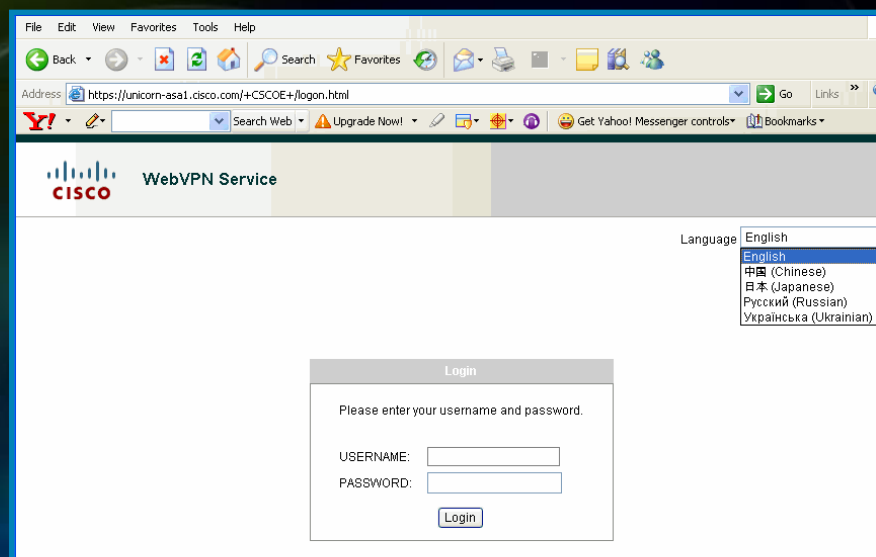 File Edit View Favorites Tools Help
Back Search Favorites
Address https://unicorn-asa1.cisco.com/+CSCOE+/logon.html Go Links »
Y! Search Web Upgrade Now! Get Yahoo! Messenger controls Bookmarks
CISCO WebVPN Service
Language English
English
中国 (Chinese)
日本 (Japanese)
Русский (Russian)
Українська (Ukrainian)
Login
Please enter your username and password.
USERNAME:
PASSWORD:
Login